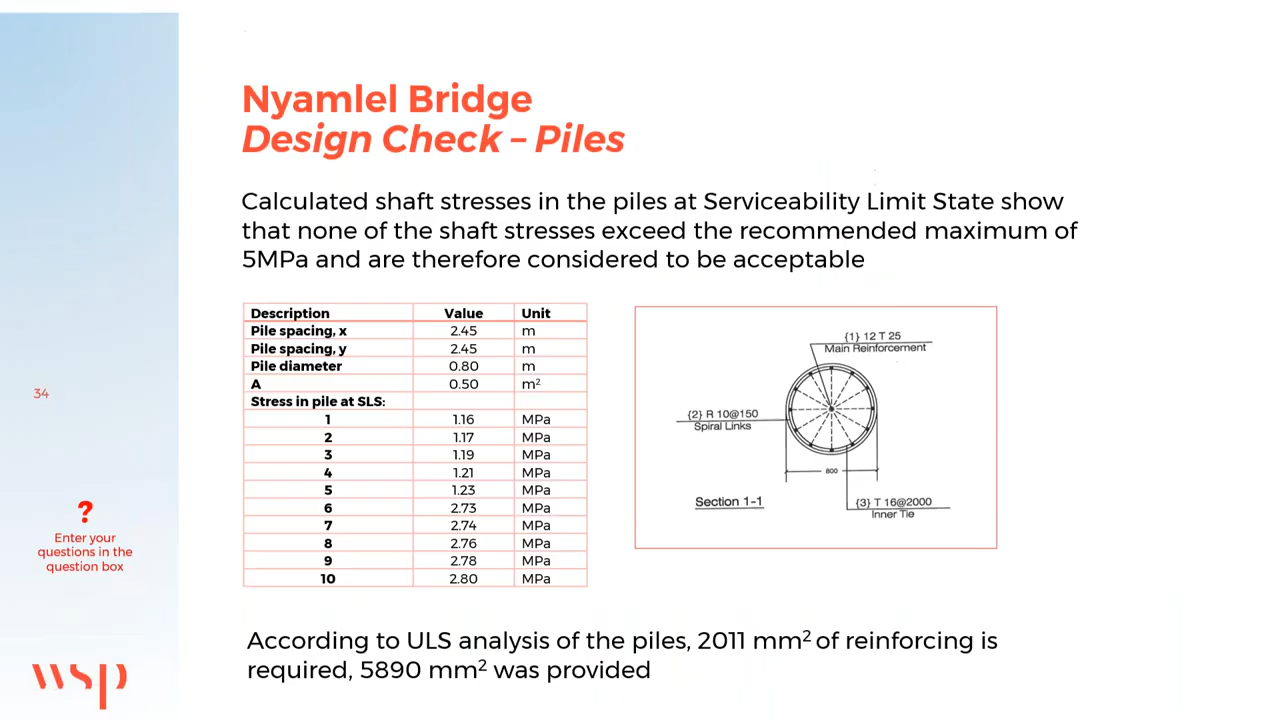 Nyamlel Bridge
Design Check – Piles
Calculated shaft stresses in the piles at Serviceability Limit State show
that none of the shaft stresses exceed the recommended maximum of
5MPa and are therefore considered to be acceptable
Description Value Unit
Pile spacing, x 2.45 m
Pile spacing, y 2.45 m
Pile diameter 0.80 m
A 0.50 m²
Stress in pile at SLS:
1 1.16 MPa
2 1.17 MPa
3 1.19 MPa
4 1.21 MPa
5 1.23 MPa
6 2.73 MPa
7 2.74 MPa
8 2.76 MPa
9 2.78 MPa
10 2.80 MPa
{1} 12 T 25
Main Reinforcement
{2} R 10@150
Spiral Links
800
Section 1-1
{3} T 16@2000
Inner Tie
According to ULS analysis of the piles, 2011 mm² of reinforcing is
required, 5890 mm² was provided
34
?
Enter your
questions in the
question box
wsp